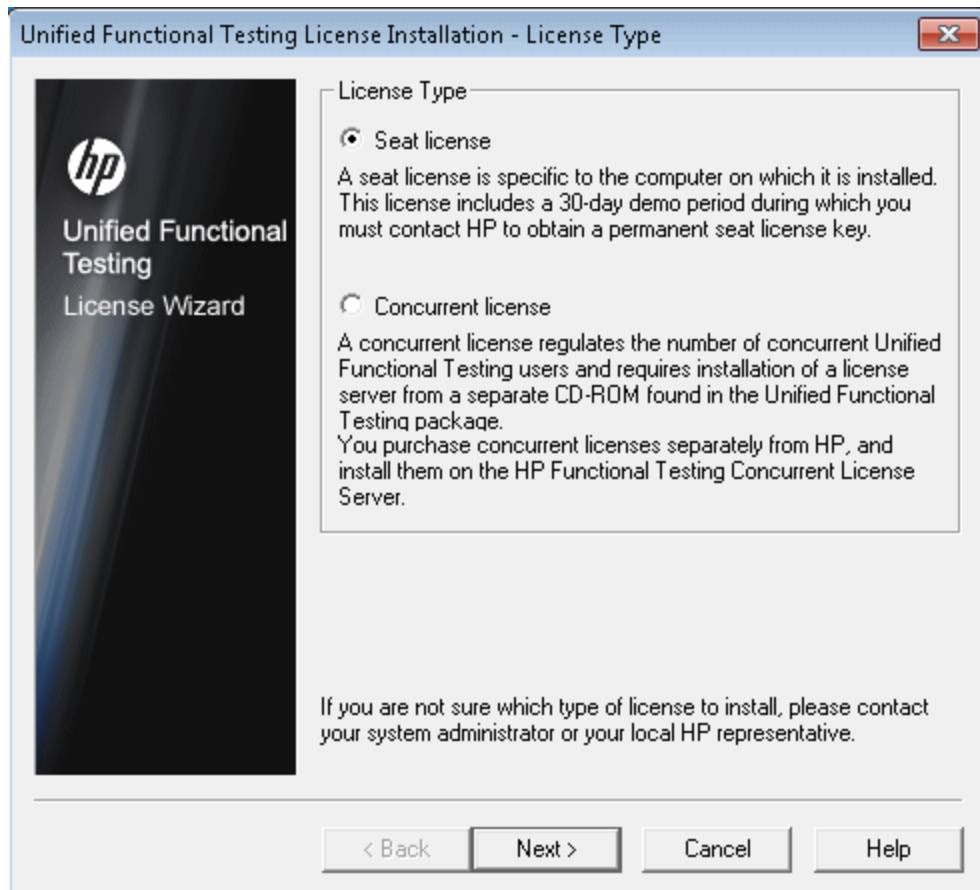 Unified Functional Testing License Installation - License Type
hp
Unified Functional
Testing
License Wizard
License Type
Seat license
A seat license is specific to the computer on which it is installed.
This license includes a 30-day demo period during which you
must contact HP to obtain a permanent seat license key.
Concurrent license
A concurrent license regulates the number of concurrent Unified
Functional Testing users and requires installation of a license
server from a separate CD-ROM found in the Unified Functional
Testing package.
You purchase concurrent licenses separately from HP, and
install them on the HP Functional Testing Concurrent License
Server.
If you are not sure which type of license to install, please contact
your system administrator or your local HP representative.
< Back
Next >
Cancel
Help